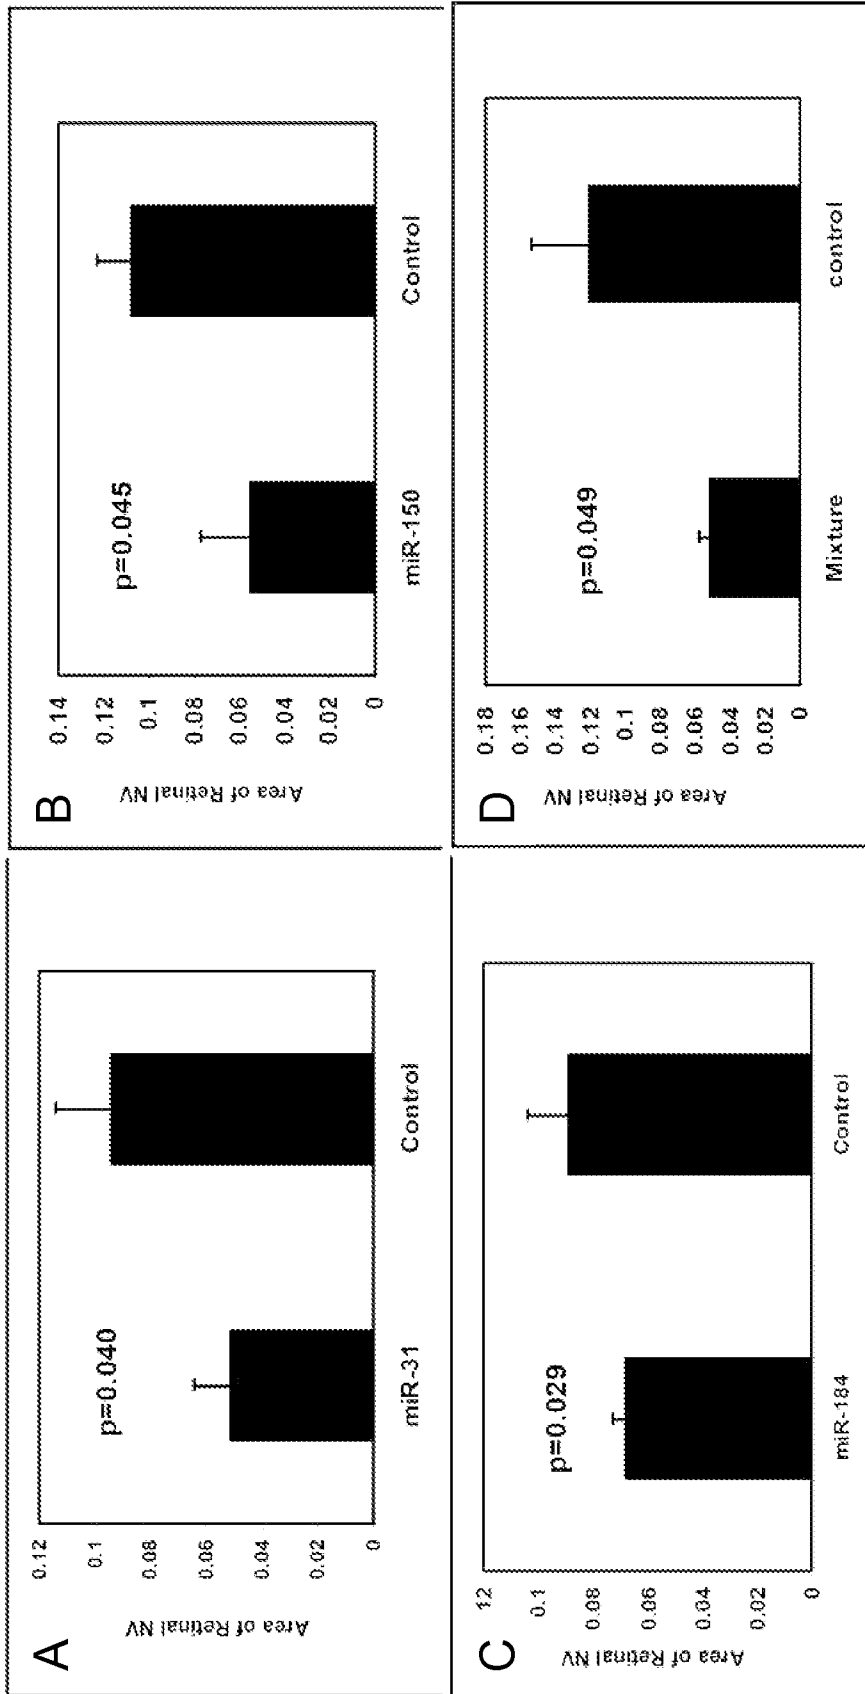 A
Area of Retinal NV
0.12
0.1
0.08
0.06
0.04
0.02
0
p=0.040
miR-31 Control
B
Area of Retinal NV
0.14
0.12
0.1
0.08
0.06
0.04
0.02
0
p=0.045
miR-150 Control
C
Area of Retinal NV
12
0.1
0.08
0.06
0.04
0.02
0
p=0.029
miR-184 Control
D
Area of Retinal NV
0.18
0.16
0.14
0.12
0.1
0.08
0.06
0.04
0.02
0
p=0.049
Mixture control